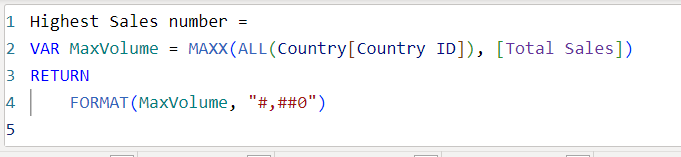 1 Highest Sales number =
2 VAR MaxVolume = MAXX(ALL(Country[Country ID]), [Total Sales])
3 RETURN
4 FORMAT(MaxVolume, "#,##0")
5